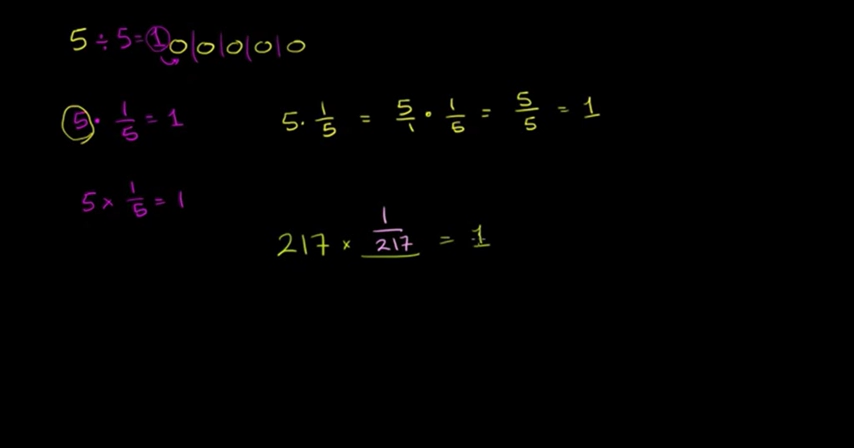 5 ÷ 5 = 1 0|0|0|0|0
5 · 1/5 = 1
5 · 1/5 = 5/1 · 1/5 = 5/5 = 1
5 × 1/5 = 1
217 × 1/217 = 1